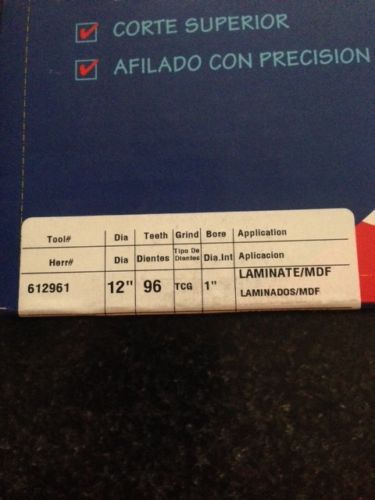 CORTE SUPERIOR
AFILADO CON PRECISION
Tool# Dia Teeth Grind Bore Application
Herr# Dia Dientes Tipo De Dientes Dia.Int Aplicacion
612961 12" 96 TCG 1" LAMINATE/MDF
LAMINADOS/MDF